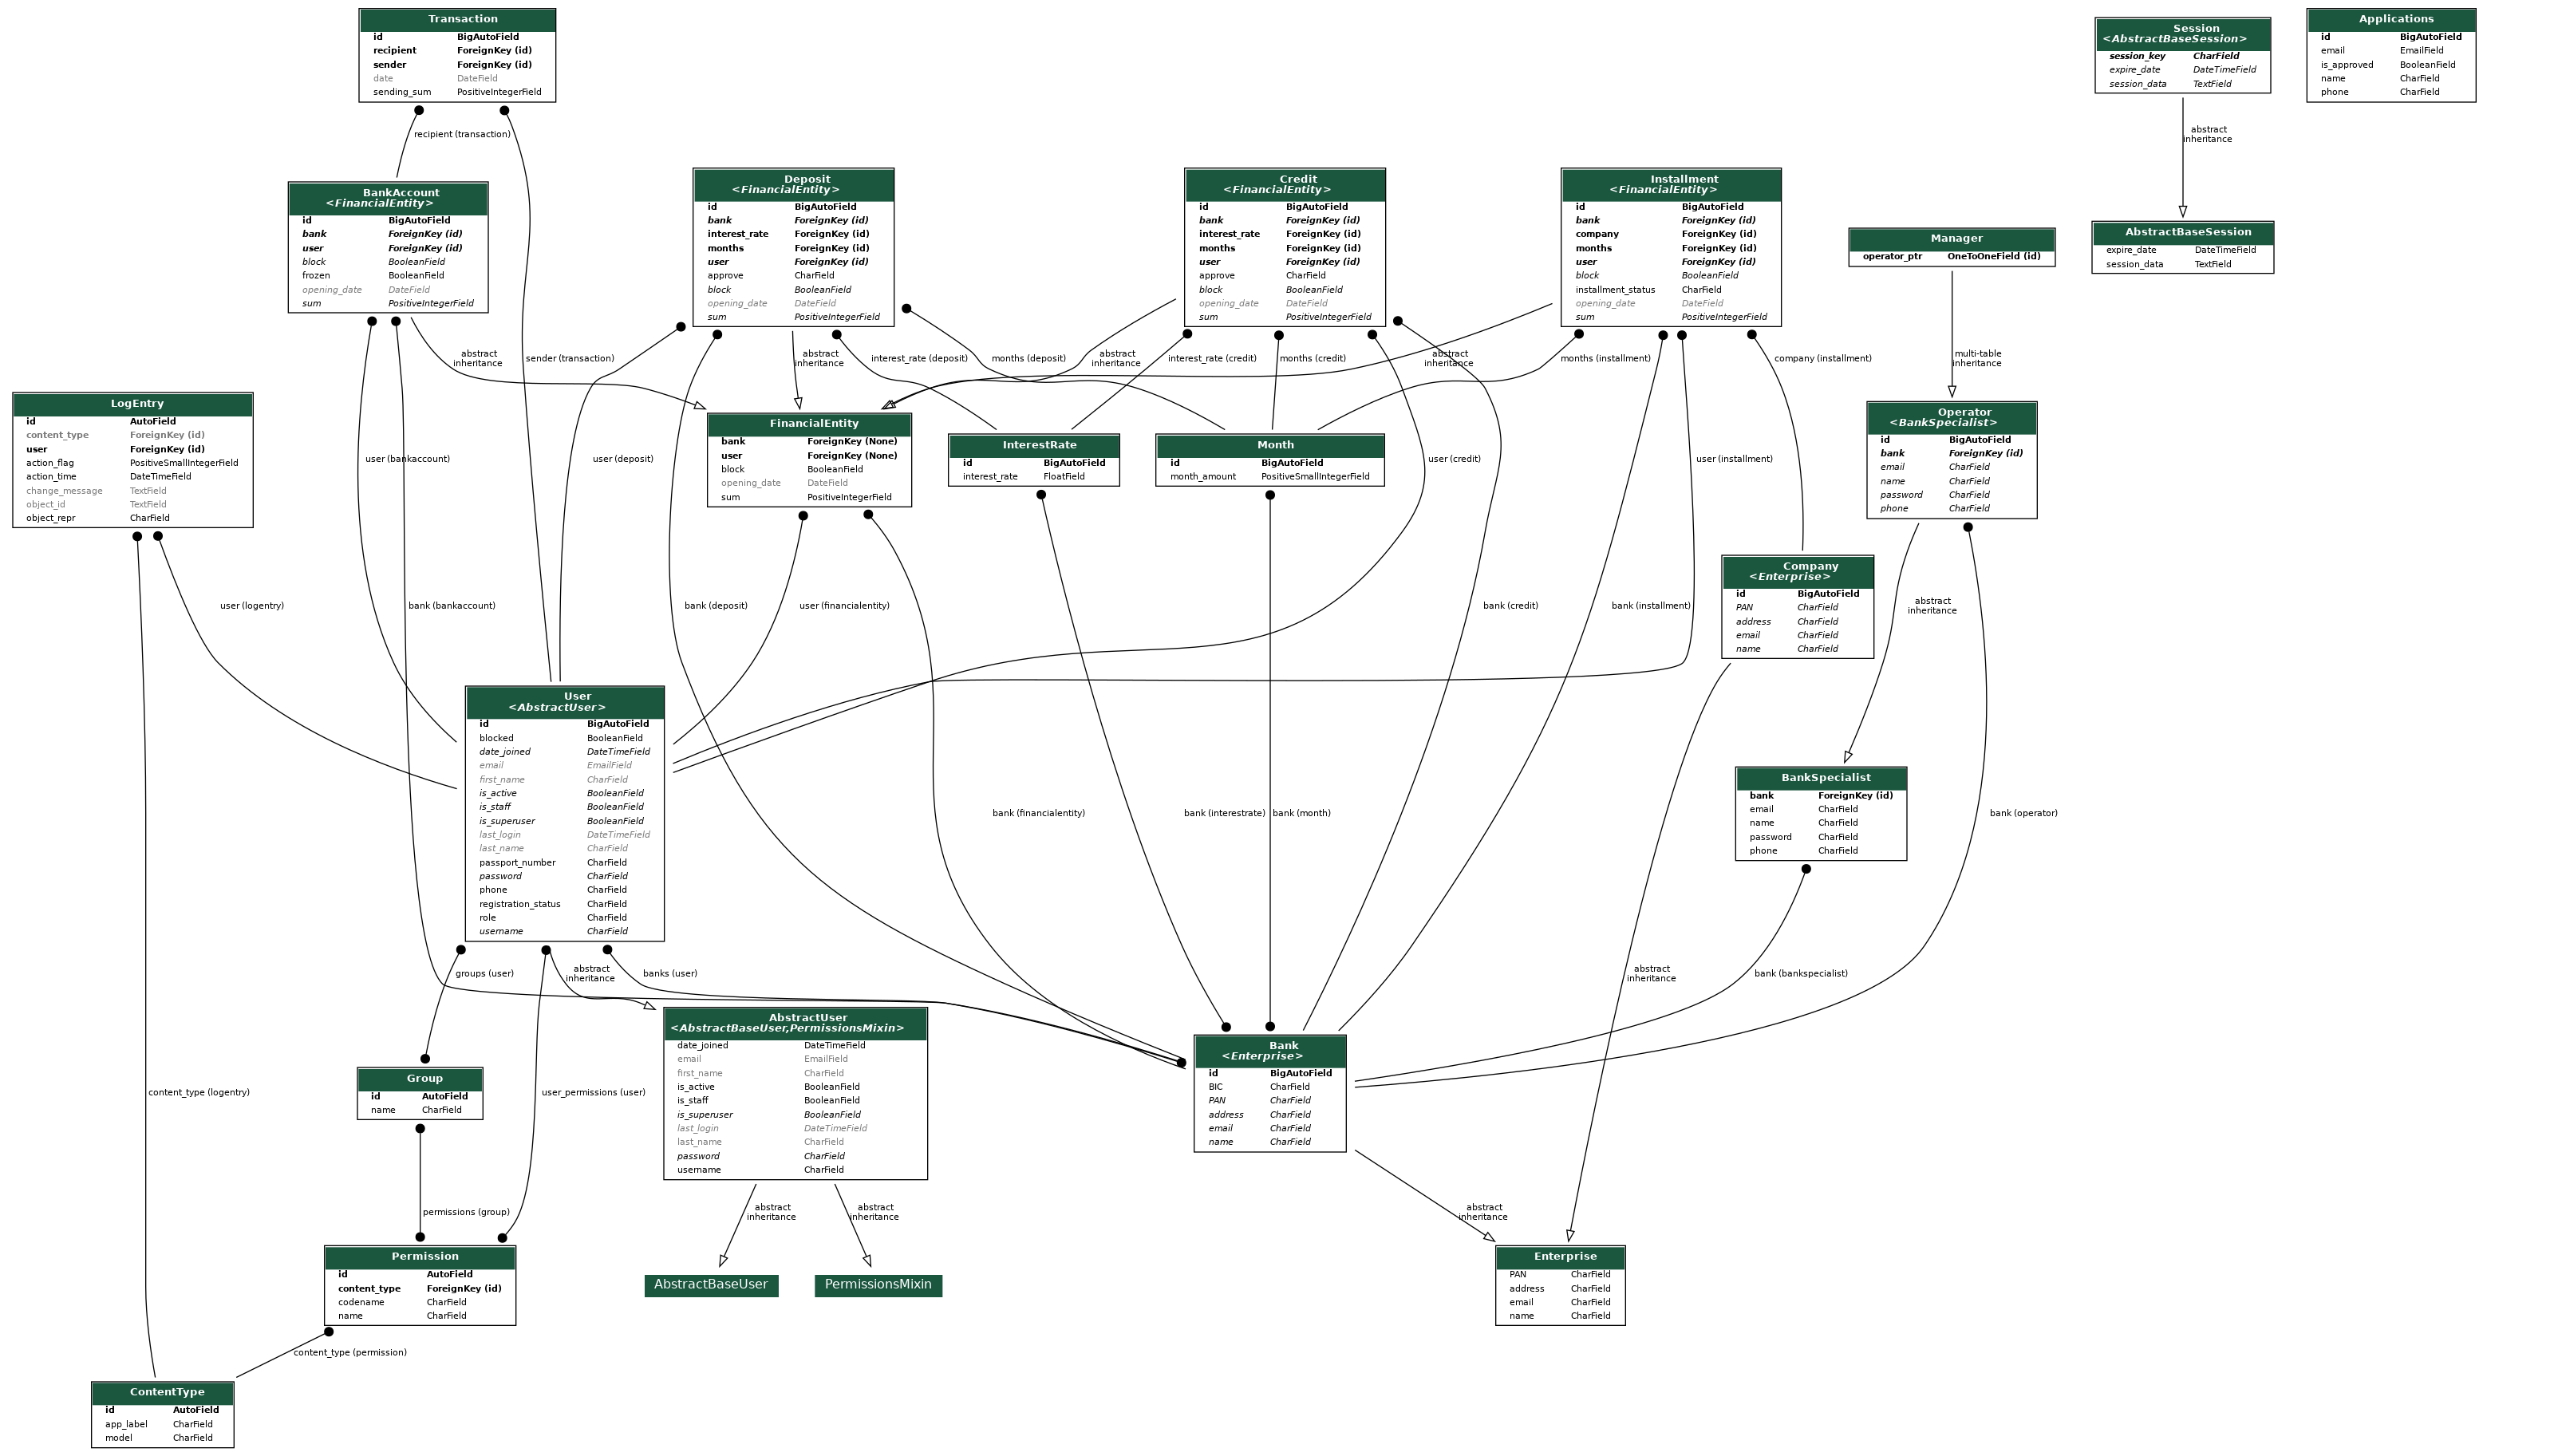 Transaction
id BigAutoField
recipient ForeignKey (id)
sender ForeignKey (id)
date DateField
sending_sum PositiveIntegerField
Session
<AbstractBaseSession>
session_key CharField
expire_date DateTimeField
session_data TextField
Applications
id BigAutoField
email EmailField
is_approved BooleanField
name CharField
phone CharField
recipient (transaction)
abstract
inheritance
BankAccount
<FinancialEntity>
id BigAutoField
bank ForeignKey (id)
user ForeignKey (id)
block BooleanField
frozen BooleanField
opening_date DateField
sum PositiveIntegerField
Deposit
<FinancialEntity>
id BigAutoField
bank ForeignKey (id)
interest_rate ForeignKey (id)
months ForeignKey (id)
user ForeignKey (id)
approve CharField
block BooleanField
opening_date DateField
sum PositiveIntegerField
Credit
<FinancialEntity>
id BigAutoField
bank ForeignKey (id)
interest_rate ForeignKey (id)
months ForeignKey (id)
user ForeignKey (id)
approve CharField
block BooleanField
opening_date DateField
sum PositiveIntegerField
Installment
<FinancialEntity>
id BigAutoField
bank ForeignKey (id)
company ForeignKey (id)
months ForeignKey (id)
user ForeignKey (id)
block BooleanField
installment_status CharField
opening_date DateField
sum PositiveIntegerField
Manager
operator_ptr OneToOneField (id)
AbstractBaseSession
expire_date DateTimeField
session_data TextField
abstract
inheritance
sender (transaction)
abstract
inheritance
interest_rate (deposit)
months (deposit)
abstract
inheritance
interest_rate (credit)
months (credit)
abstract
inheritance
months (installment)
company (installment)
multi-table
inheritance
LogEntry
id AutoField
content_type ForeignKey (id)
user ForeignKey (id)
action_flag PositiveSmallIntegerField
action_time DateTimeField
change_message TextField
object_id TextField
object_repr CharField
user (bankaccount)
user (deposit)
FinancialEntity
bank ForeignKey (None)
user ForeignKey (None)
block BooleanField
opening_date DateField
sum PositiveIntegerField
InterestRate
id BigAutoField
interest_rate FloatField
Month
id BigAutoField
month_amount PositiveSmallIntegerField
user (credit)
user (installment)
Operator
<BankSpecialist>
id BigAutoField
bank ForeignKey (id)
email CharField
name CharField
password CharField
phone CharField
user (logentry)
bank (bankaccount)
bank (deposit)
user (financialentity)
bank (credit)
bank (installment)
Company
<Enterprise>
id BigAutoField
PAN CharField
address CharField
email CharField
name CharField
abstract
inheritance
User
<AbstractUser>
id BigAutoField
blocked BooleanField
date_joined DateTimeField
email EmailField
first_name CharField
is_active BooleanField
is_staff BooleanField
is_superuser BooleanField
last_login DateTimeField
last_name CharField
passport_number CharField
password CharField
phone CharField
registration_status CharField
role CharField
username CharField
bank (financialentity)
bank (interestrate)
bank (month)
BankSpecialist
bank ForeignKey (id)
email CharField
name CharField
password CharField
phone CharField
bank (operator)
groups (user)
abstract
inheritance
banks (user)
abstract
inheritance
bank (bankspecialist)
content_type (logentry)
Group
id AutoField
name CharField
user_permissions (user)
AbstractUser
<AbstractBaseUser,PermissionsMixin>
date_joined DateTimeField
email EmailField
first_name CharField
is_active BooleanField
is_staff BooleanField
is_superuser BooleanField
last_login DateTimeField
last_name CharField
password CharField
username CharField
Bank
<Enterprise>
id BigAutoField
BIC CharField
PAN CharField
address CharField
email CharField
name CharField
permissions (group)
abstract
inheritance
abstract
inheritance
abstract
inheritance
Permission
id AutoField
content_type ForeignKey (id)
codename CharField
name CharField
AbstractBaseUser
PermissionsMixin
Enterprise
PAN CharField
address CharField
email CharField
name CharField
content_type (permission)
ContentType
id AutoField
app_label CharField
model CharField